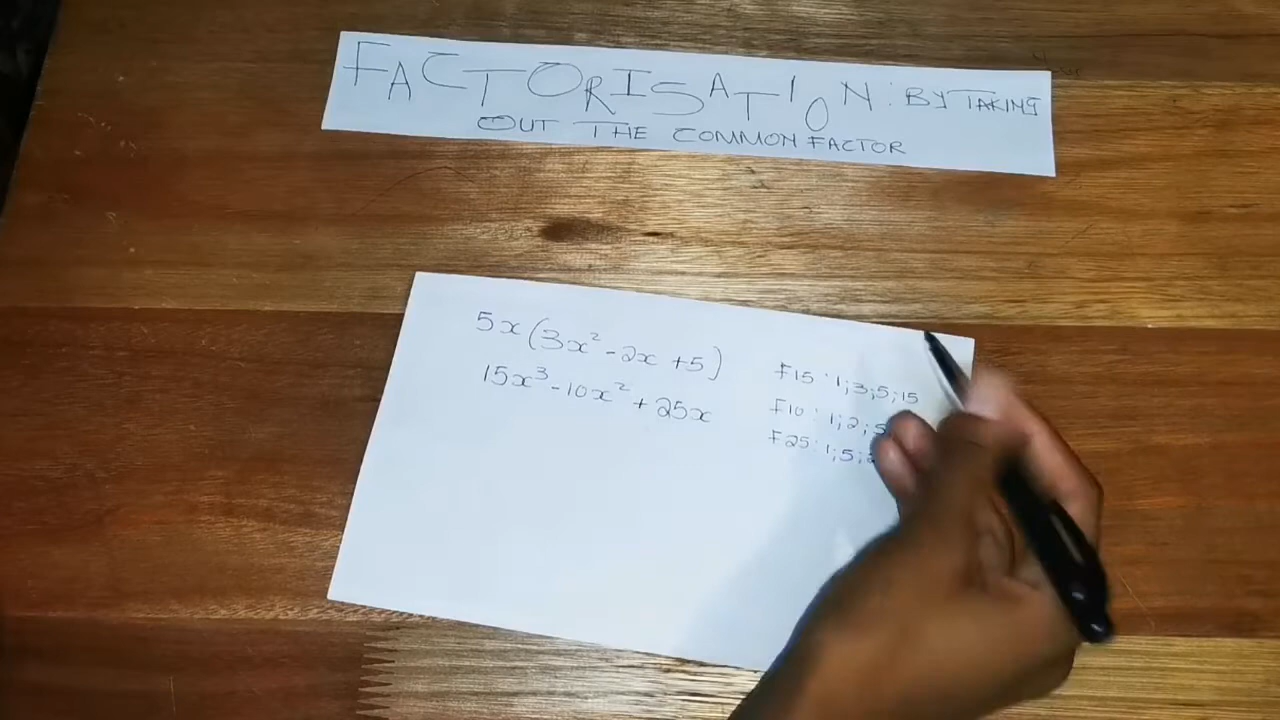 FACTORISATION: BY TAKING
OUT THE COMMON FACTOR
5x(3x² - 2x + 5)
15x³ - 10x² + 25x
F15: 1;3;5;15
F10: 1;2;5
F25: 1;5;